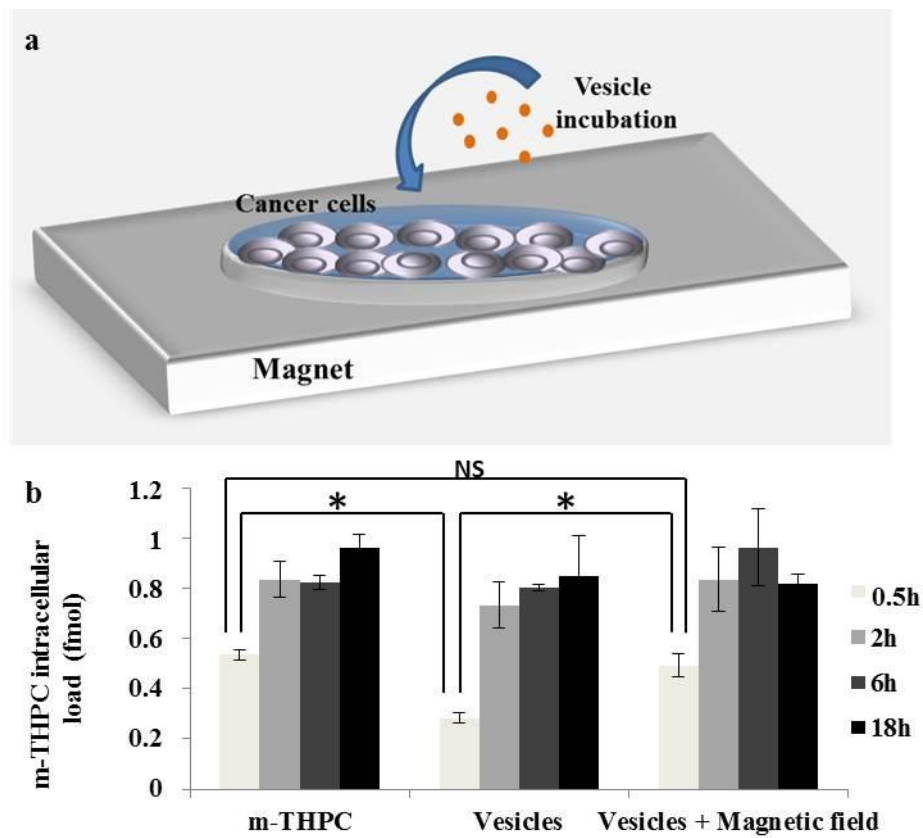 a
Vesicle
incubation
Cancer cells
Magnet
b
NS
*
*
m-THPC intracellular
load (fmol)
1.2
1
0.8
0.6
0.4
0.2
0
0.5h
2h
6h
18h
m-THPC
Vesicles
Vesicles + Magnetic field